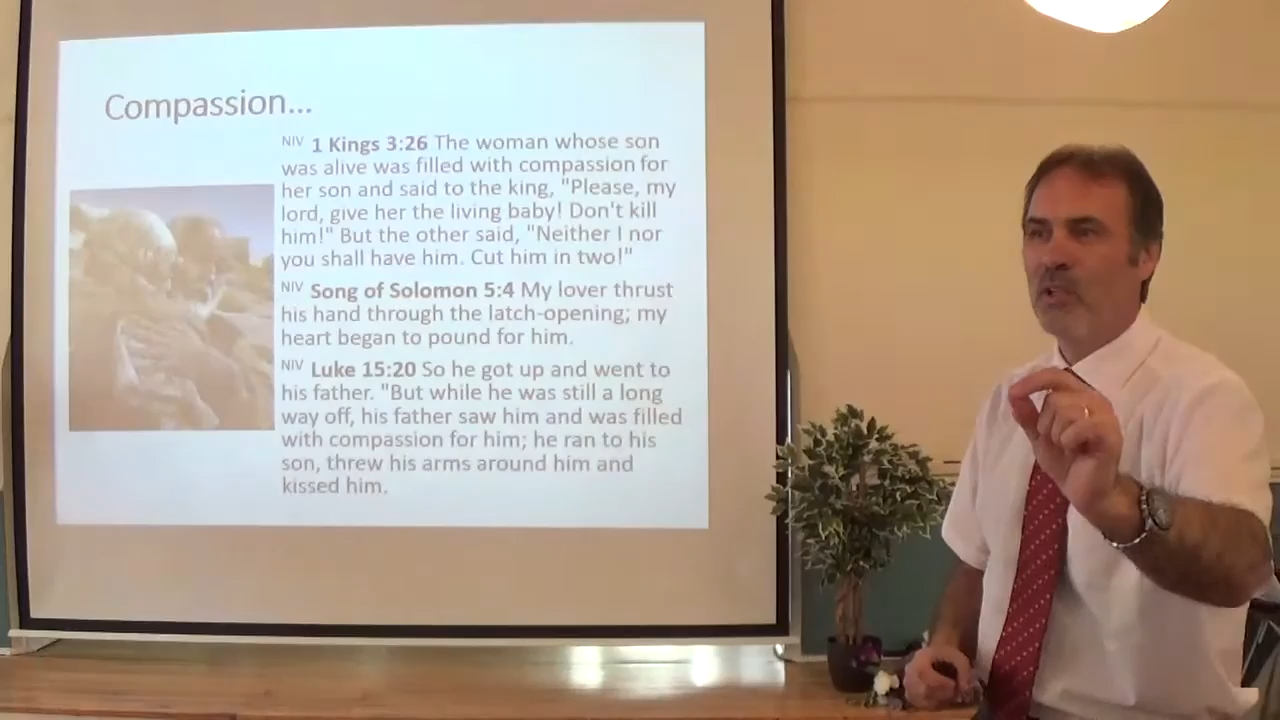 Compassion...
NIV 1 Kings 3:26 The woman whose son
was alive was filled with compassion for
her son and said to the king, "Please, my
lord, give her the living baby! Don't kill
him!" But the other said, "Neither I nor
you shall have him. Cut him in two!"
NIV Song of Solomon 5:4 My lover thrust
his hand through the latch-opening; my
heart began to pound for him.
NIV Luke 15:20 So he got up and went to
his father. "But while he was still a long
way off, his father saw him and was filled
with compassion for him; he ran to his
son, threw his arms around him and
kissed him.